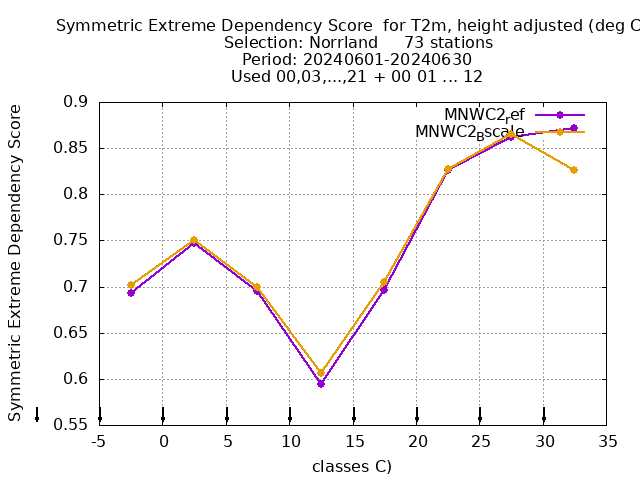 Symmetric Extreme Dependency Score for T2m, height adjusted (deg C
Selection: Norrland 73 stations
Period: 20240601-20240630
Used 00,03,...,21 + 00 01 ... 12
MNWC2ref
MNWC2Bscale
0.9
0.85
0.8
0.75
0.7
0.65
0.6
0.55
-5 0 5 10 15 20 25 30 35
Symmetric Extreme Dependency Score
classes C)